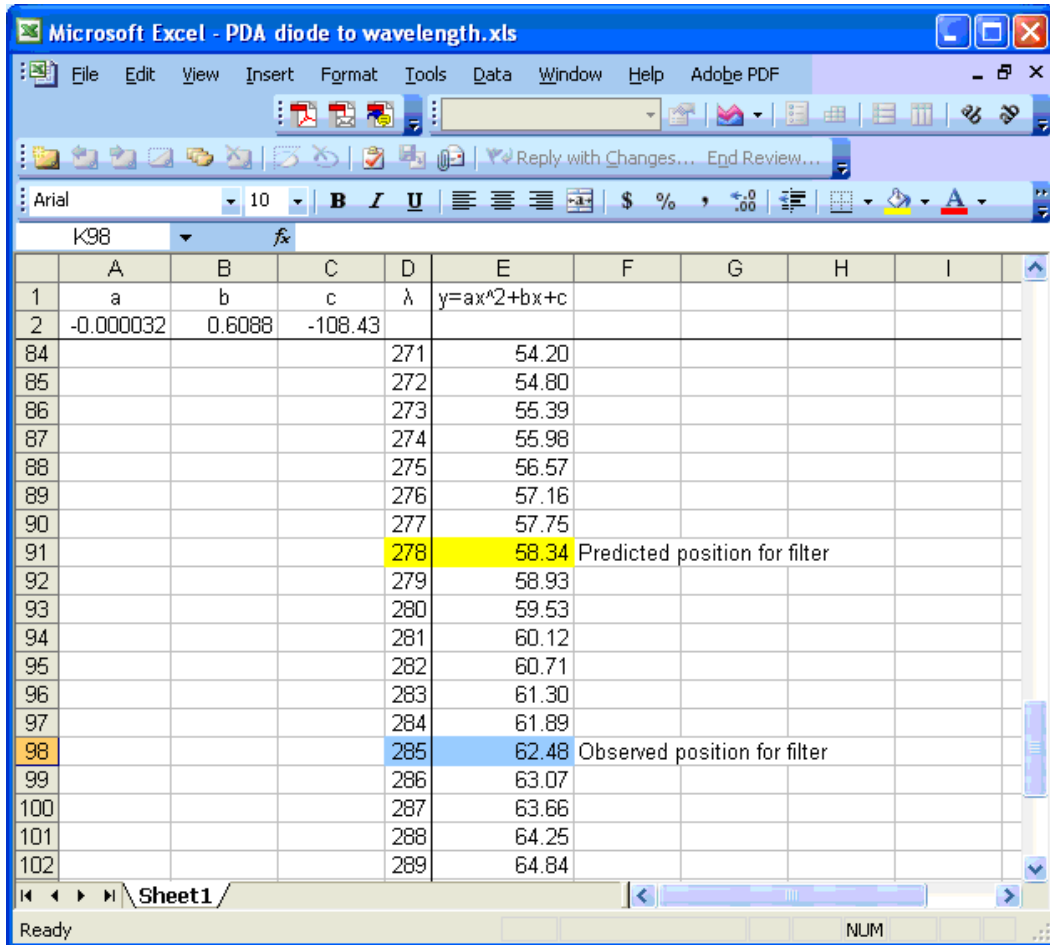 Microsoft Excel - PDA diode to wavelength.xls
File Edit View Insert Format Tools Data Window Help Adobe PDF
Reply with Changes... End Review...
Arial 10 B I U $ % , .00
K98 fx
A B C D E F G H I
1 a b c λ y=ax^2+bx+c
2 -0.000032 0.6088 -108.43
84 271 54.20
85 272 54.80
86 273 55.39
87 274 55.98
88 275 56.57
89 276 57.16
90 277 57.75
91 278 58.34 Predicted position for filter
92 279 58.93
93 280 59.53
94 281 60.12
95 282 60.71
96 283 61.30
97 284 61.89
98 285 62.48 Observed position for filter
99 286 63.07
100 287 63.66
101 288 64.25
102 289 64.84
Sheet1
Ready NUM